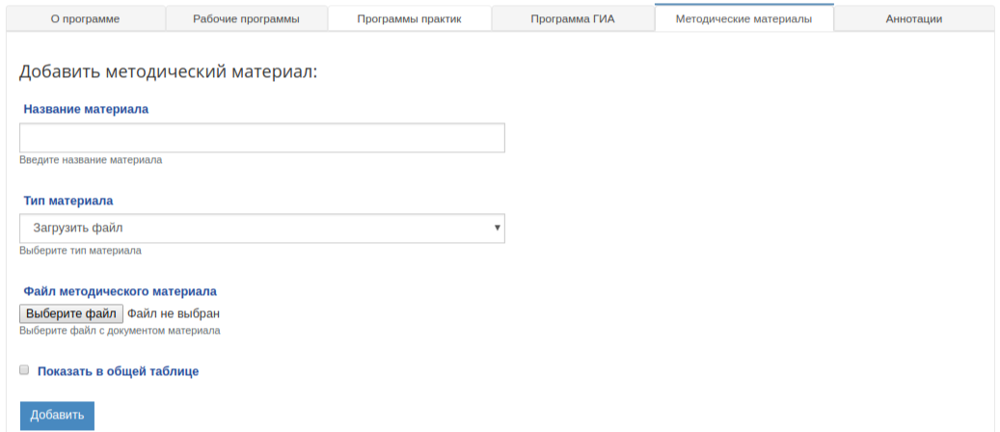 О программе Рабочие программы Программы практик Программа ГИА Методические материалы Аннотации
Добавить методический материал:
Название материала
Введите название материала
Тип материала
Загрузить файл
Выберите тип материала
Файл методического материала
Выберите файл Файл не выбран
Выберите файл с документом материала
Показать в общей таблице
Добавить